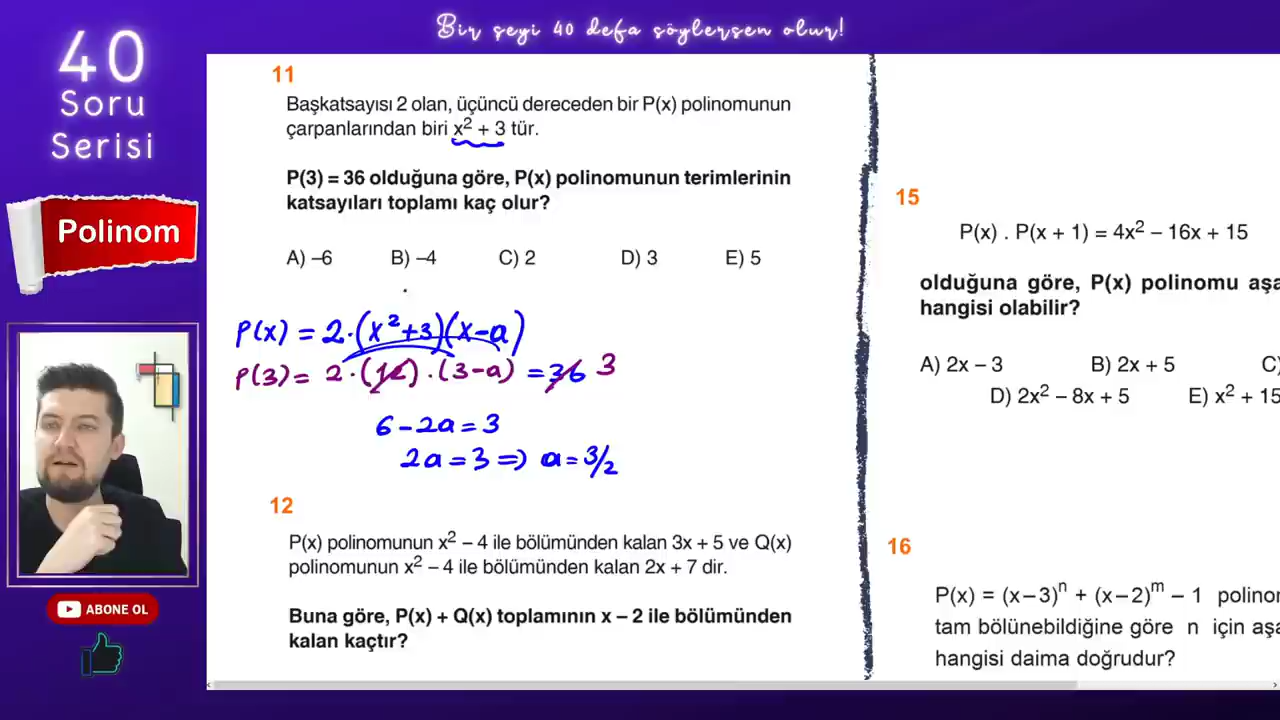 Bir şeyi 40 defa söylersen olur!
40
Soru
Serisi
Polinom
ABONE OL
11
Başkatsayısı 2 olan, üçüncü dereceden bir P(x) polinomunun
çarpanlarından biri x² + 3 tür.
P(3) = 36 olduğuna göre, P(x) polinomunun terimlerinin
katsayıları toplamı kaç olur?
A) –6 B) –4 C) 2 D) 3 E) 5
P(x) = 2.(x²+3)(x-a)
P(3) = 2.(12).(3-a) = 36 3
6-2a=3
2a=3 => a=3/2
12
P(x) polinomunun x² – 4 ile bölümünden kalan 3x + 5 ve Q(x)
polinomunun x² – 4 ile bölümünden kalan 2x + 7 dir.
Buna göre, P(x) + Q(x) toplamının x – 2 ile bölümünden
kalan kaçtır?
15
P(x) . P(x + 1) = 4x² – 16x + 15
olduğuna göre, P(x) polinomu aşa
hangisi olabilir?
A) 2x – 3 B) 2x + 5 C)
D) 2x² – 8x + 5 E) x² + 15
16
P(x) = (x–3)ⁿ + (x–2)ᵐ – 1 polinor
tam bölünebildiğine göre n için aşa
hangisi daima doğrudur?